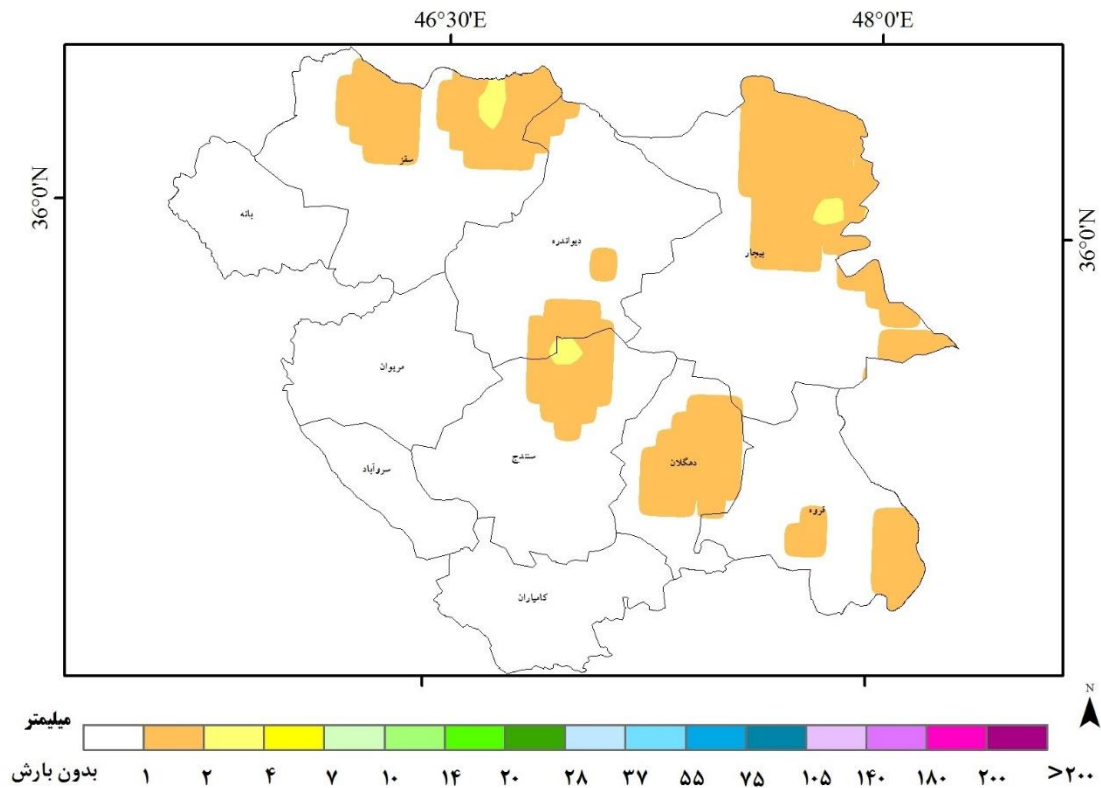 46°30'E 48°0'E
36°0'N
36°0'N
سقز
بانه
دیواندره
بیجار
مریوان
سنندج
سروآباد
دهگلان
قروه
کامیاران
N
میلیمتر
بدون بارش ۱ ۲ ۴ ۷ ۱۰ ۱۴ ۲۰ ۲۸ ۳۷ ۵۵ ۷۵ ۱۰۵ ۱۴۰ ۱۸۰ ۲۰۰ >۲۰۰